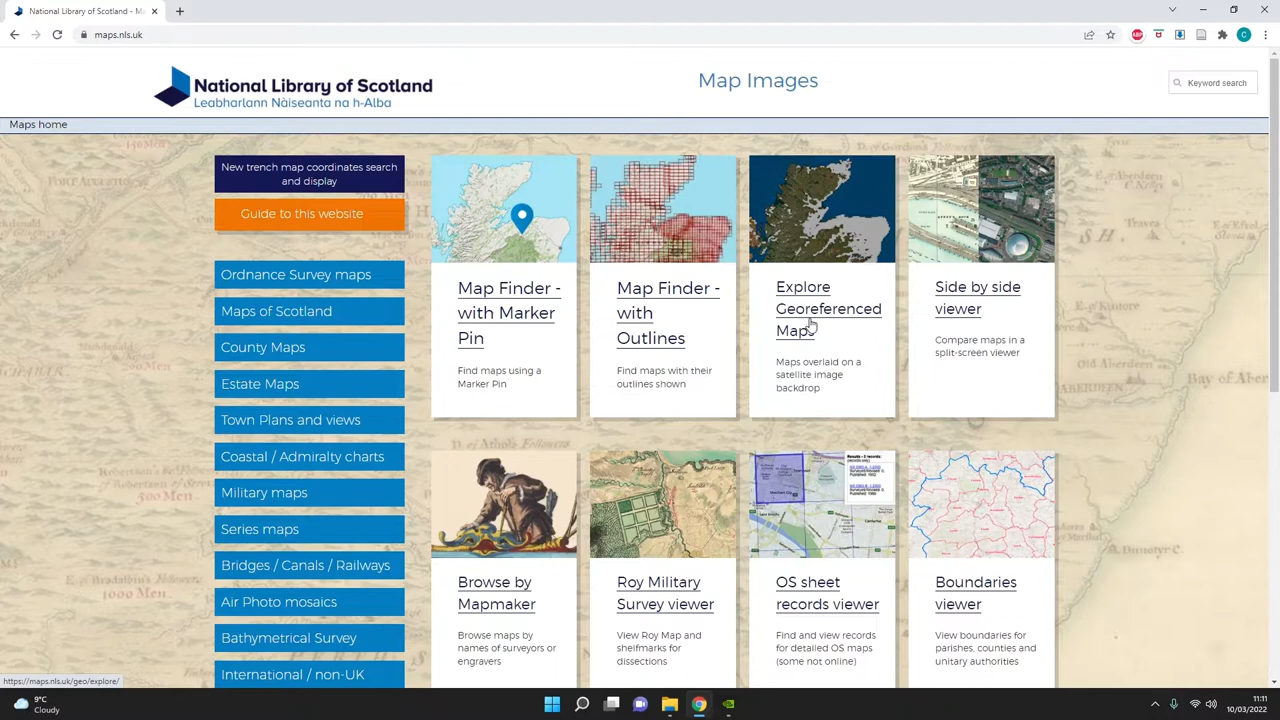 National Library of Scotland - M
maps.nls.uk
ABP
C
National Library of Scotland
Leabharlann Nàiseanta na h-Alba
Map Images
Keyword search
Maps home
New trench map coordinates search
and display
Guide to this website
Ordnance Survey maps
Maps of Scotland
County Maps
Estate Maps
Town Plans and views
Coastal / Admiralty charts
Military maps
Series maps
Bridges / Canals / Railways
Air Photo mosaics
Bathymetrical Survey
International / non-UK
Map Finder -
with Marker
Pin
Find maps using a
Marker Pin
Map Finder -
with
Outlines
Find maps with their
outlines shown
Explore
Georeferenced
Maps
Maps overlaid on a
satellite image
backdrop
Side by side
viewer
Compare maps in a
split-screen viewer
Browse by
Mapmaker
Browse maps by
names of surveyors or
engravers
Roy Military
Survey viewer
View Roy Map and
shelfmarks for
dissections
OS sheet
records viewer
Find and view records
for detailed OS maps
(some not online)
Boundaries
viewer
View boundaries for
parishes, counties and
unitary authorities
https://maps.nls.uk/geo/explore/
9°C
Cloudy
11:11
10/03/2022